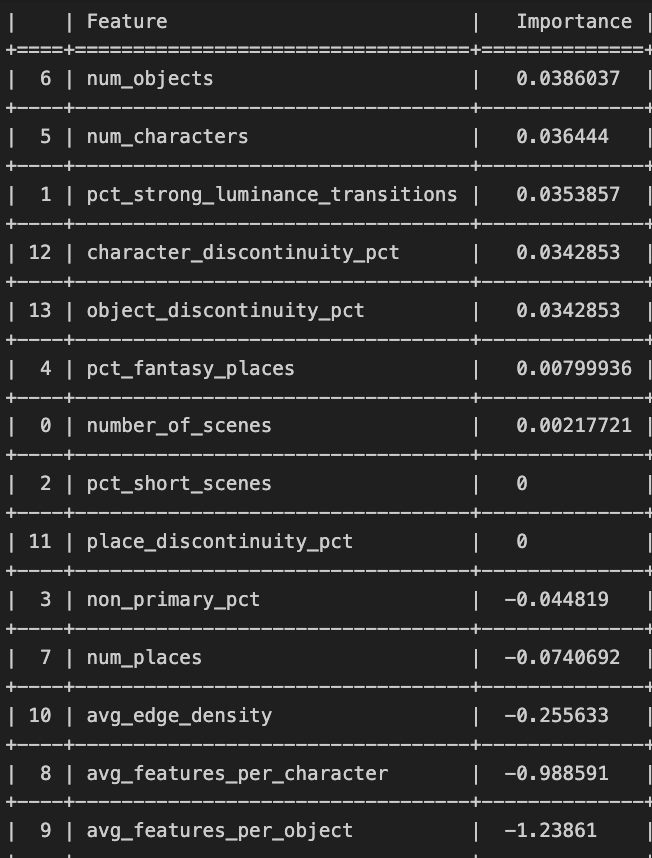 |    | Feature                         |   Importance |
+====+=================================+==============+
|  6 | num_objects                     |   0.0386037  |
+----+---------------------------------+--------------+
|  5 | num_characters                  |   0.036444   |
+----+---------------------------------+--------------+
|  1 | pct_strong_luminance_transitions |   0.0353857  |
+----+---------------------------------+--------------+
| 12 | character_discontinuity_pct     |   0.0342853  |
+----+---------------------------------+--------------+
| 13 | object_discontinuity_pct        |   0.0342853  |
+----+---------------------------------+--------------+
|  4 | pct_fantasy_places              |   0.00799936 |
+----+---------------------------------+--------------+
|  0 | number_of_scenes                |   0.00217721 |
+----+---------------------------------+--------------+
|  2 | pct_short_scenes                |   0          |
+----+---------------------------------+--------------+
| 11 | place_discontinuity_pct         |   0          |
+----+---------------------------------+--------------+
|  3 | non_primary_pct                 |  -0.044819   |
+----+---------------------------------+--------------+
|  7 | num_places                      |  -0.0740692  |
+----+---------------------------------+--------------+
| 10 | avg_edge_density                |  -0.255633   |
+----+---------------------------------+--------------+
|  8 | avg_features_per_character      |  -0.988591   |
+----+---------------------------------+--------------+
|  9 | avg_features_per_object         |  -1.23861    |